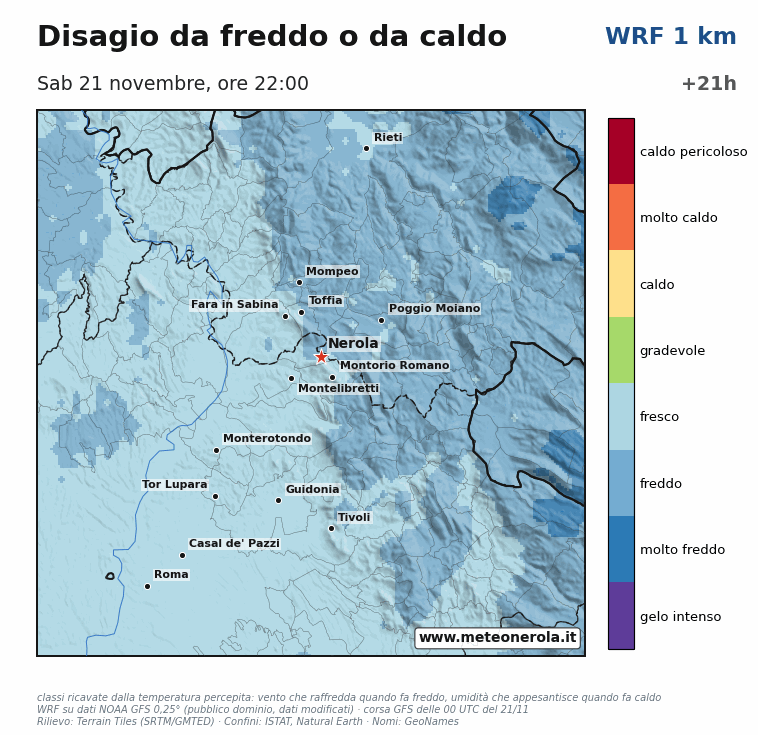 Disagio da freddo o da caldo
WRF 1 km
Sab 21 novembre, ore 22:00
+21h
Rieti
Mompeo
Fara in Sabina
Toffia
Poggio Moiano
Nerola
Montorio Romano
Montelibretti
Monterotondo
Tor Lupara
Guidonia
Tivoli
Casal de' Pazzi
Roma
www.meteonerola.it
caldo pericoloso
molto caldo
caldo
gradevole
fresco
freddo
molto freddo
gelo intenso
classi ricavate dalla temperatura percepita: vento che raffredda quando fa freddo, umidità che appesantisce quando fa caldo
WRF su dati NOAA GFS 0,25° (pubblico dominio, dati modificati) · corsa GFS delle 00 UTC del 21/11
Rilievo: Terrain Tiles (SRTM/GMTED) · Confini: ISTAT, Natural Earth · Nomi: GeoNames